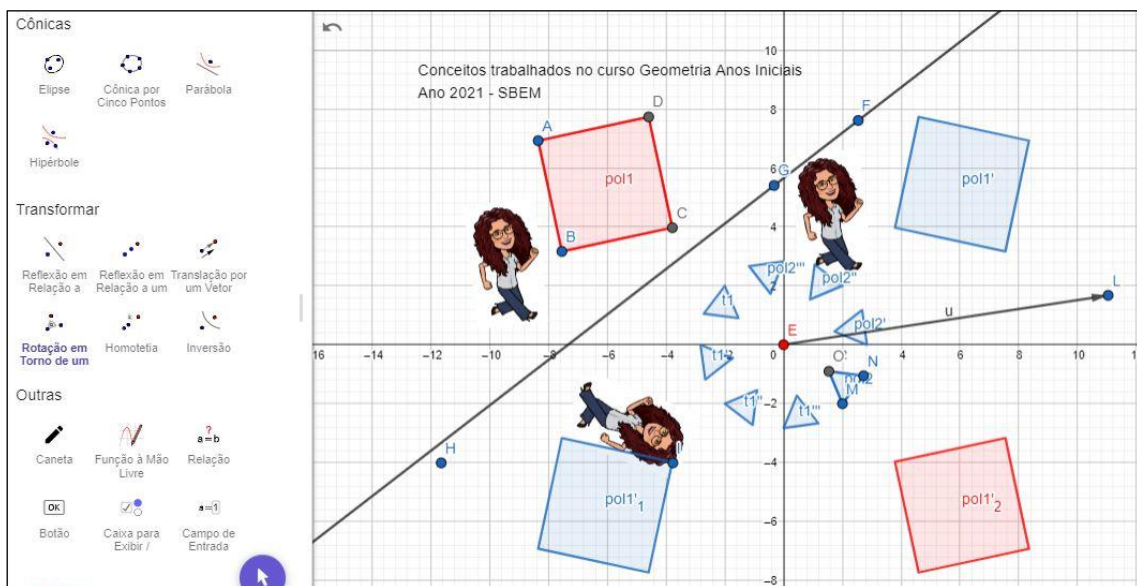 Cônicas
Elipse
Cônica por
Cinco Pontos
Parábola
Hipérbole
Transformar
Reflexão em
Relação a
Reflexão em
Relação a um
Translação por
um Vetor
Rotação em
Torno de um
Homotetia
Inversão
Outras
Caneta
Função à Mão
Livre
a=b
Relação
OK
Botão
Caixa para
Exibir /
a=1
Campo de
Entrada
Conceitos trabalhados no curso Geometria Anos Iniciais
Ano 2021 - SBEM
10
8
6
4
2
-2
-4
-6
-8
16 -14 -12 -10 -8 -6 -4 -2 0 4 6 8 10 12
A
D
pol1
B
C
F
G
pol1'
pol2'''
pol2''
t1
pol2'
E
u
L
O'
N
M
t1'
t1''
t1'''
H
pol1'₁
pol1'₂